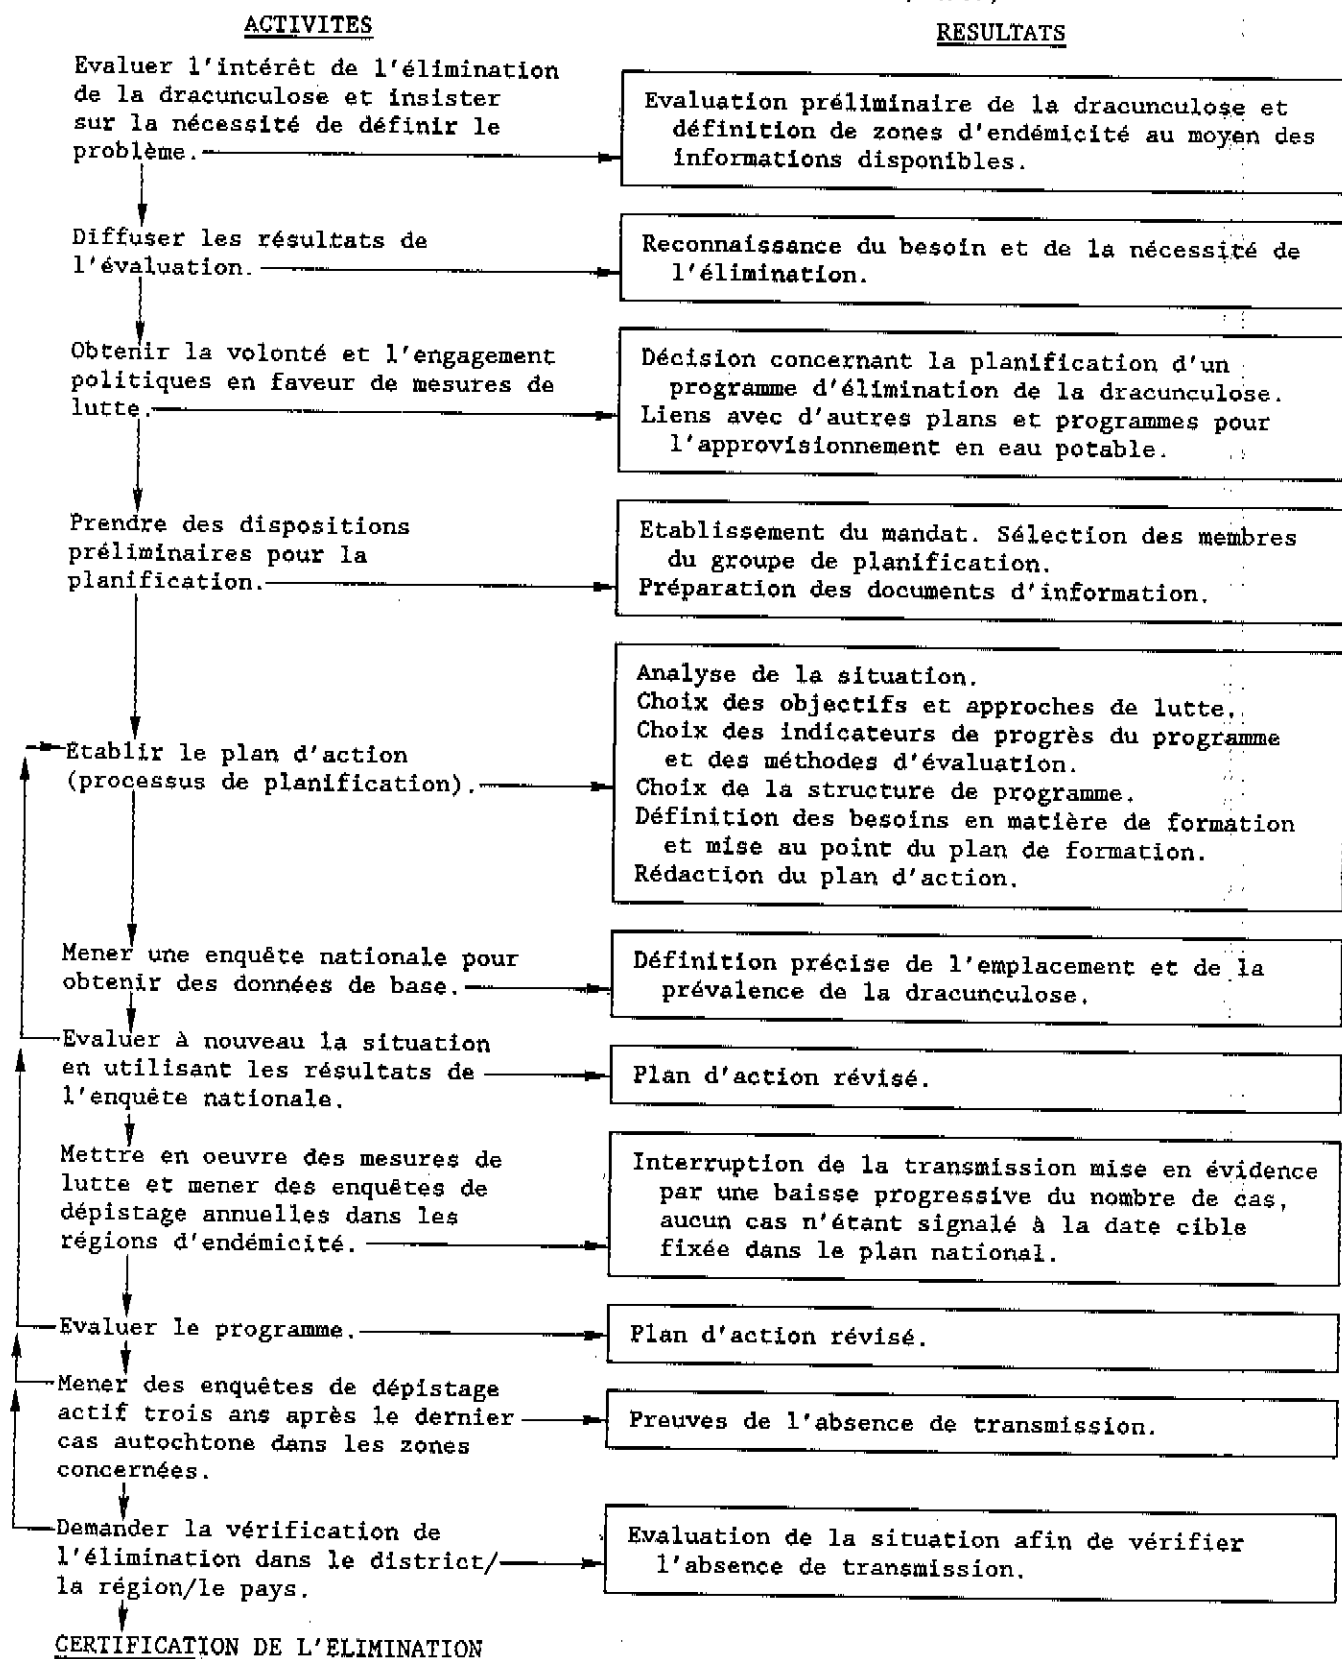 ACTIVITES
RESULTATS
Evaluer l'intérêt de l'élimination
de la dracunculose et insister
sur la nécessité de définir le
problème.
Evaluation préliminaire de la dracunculose et
définition de zones d'endémicité au moyen des
informations disponibles.
Diffuser les résultats de
l'évaluation.
Reconnaissance du besoin et de la nécessité de
l'élimination.
Obtenir la volonté et l'engagement
politiques en faveur de mesures de
lutte.
Décision concernant la planification d'un
programme d'élimination de la dracunculose.
Liens avec d'autres plans et programmes pour
l'approvisionnement en eau potable.
Prendre des dispositions
préliminaires pour la
planification.
Etablissement du mandat. Sélection des membres
du groupe de planification.
Préparation des documents d'information.
Etablir le plan d'action
(processus de planification).
Analyse de la situation.
Choix des objectifs et approches de lutte.
Choix des indicateurs de progrès du programme
et des méthodes d'évaluation.
Choix de la structure de programme.
Définition des besoins en matière de formation
et mise au point du plan de formation.
Rédaction du plan d'action.
Mener une enquête nationale pour
obtenir des données de base.
Définition précise de l'emplacement et de la
prévalence de la dracunculose.
Evaluer à nouveau la situation
en utilisant les résultats de
l'enquête nationale.
Plan d'action révisé.
Mettre en oeuvre des mesures de
lutte et mener des enquêtes de
dépistage annuelles dans les
régions d'endémicité.
Interruption de la transmission mise en évidence
par une baisse progressive du nombre de cas,
aucun cas n'étant signalé à la date cible
fixée dans le plan national.
Evaluer le programme.
Plan d'action révisé.
Mener des enquêtes de dépistage
actif trois ans après le dernier
cas autochtone dans les zones
concernées.
Preuves de l'absence de transmission.
Demander la vérification de
l'élimination dans le district/
la région/le pays.
Evaluation de la situation afin de vérifier
l'absence de transmission.
CERTIFICATION DE L'ELIMINATION